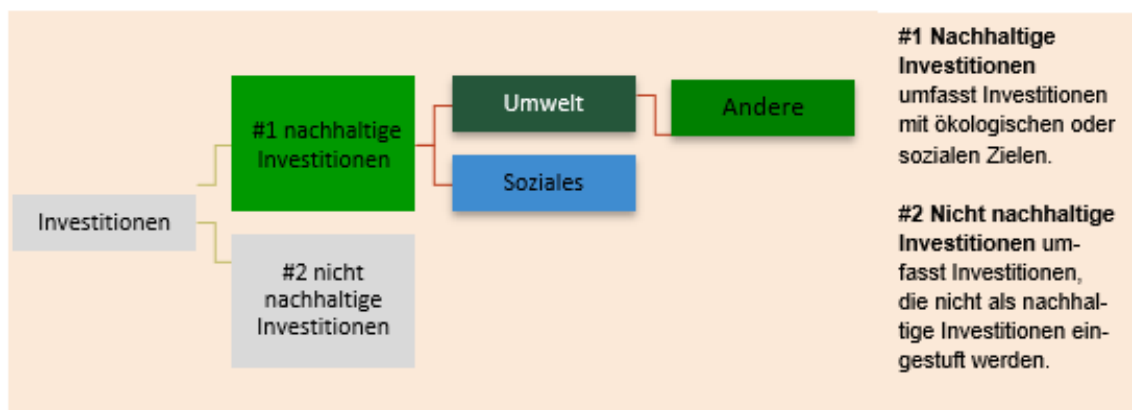 Investitionen
#1 nachhaltige
Investitionen
#2 nicht
nachhaltige
Investitionen
Umwelt
Soziales
Andere
#1 Nachhaltige
Investitionen
umfasst Investitionen
mit ökologischen oder
sozialen Zielen.
#2 Nicht nachhaltige
Investitionen um-
fasst Investitionen,
die nicht als nachhal-
tige Investitionen ein-
gestuft werden.